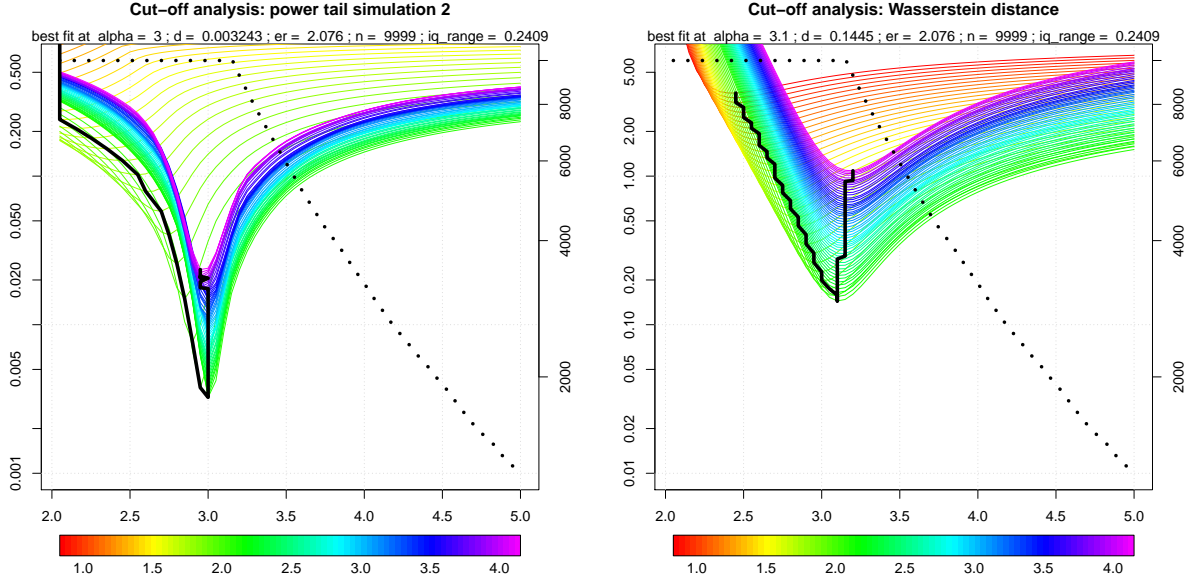 Cut−off analysis: power tail simulation 2
best fit at alpha = 3 ; d = 0.003243 ; er = 2.076 ; n = 9999 ; iq_range = 0.2409
0.500
0.200
0.050
0.020
0.005
0.001
8000
6000
4000
2000
2.0 2.5 3.0 3.5 4.0 4.5 5.0
1.0 1.5 2.0 2.5 3.0 3.5 4.0
Cut−off analysis: Wasserstein distance
best fit at alpha = 3.1 ; d = 0.1445 ; er = 2.076 ; n = 9999 ; iq_range = 0.2409
5.00
2.00
1.00
0.50
0.20
0.10
0.05
0.02
0.01
8000
6000
4000
2000
2.0 2.5 3.0 3.5 4.0 4.5 5.0
1.0 1.5 2.0 2.5 3.0 3.5 4.0